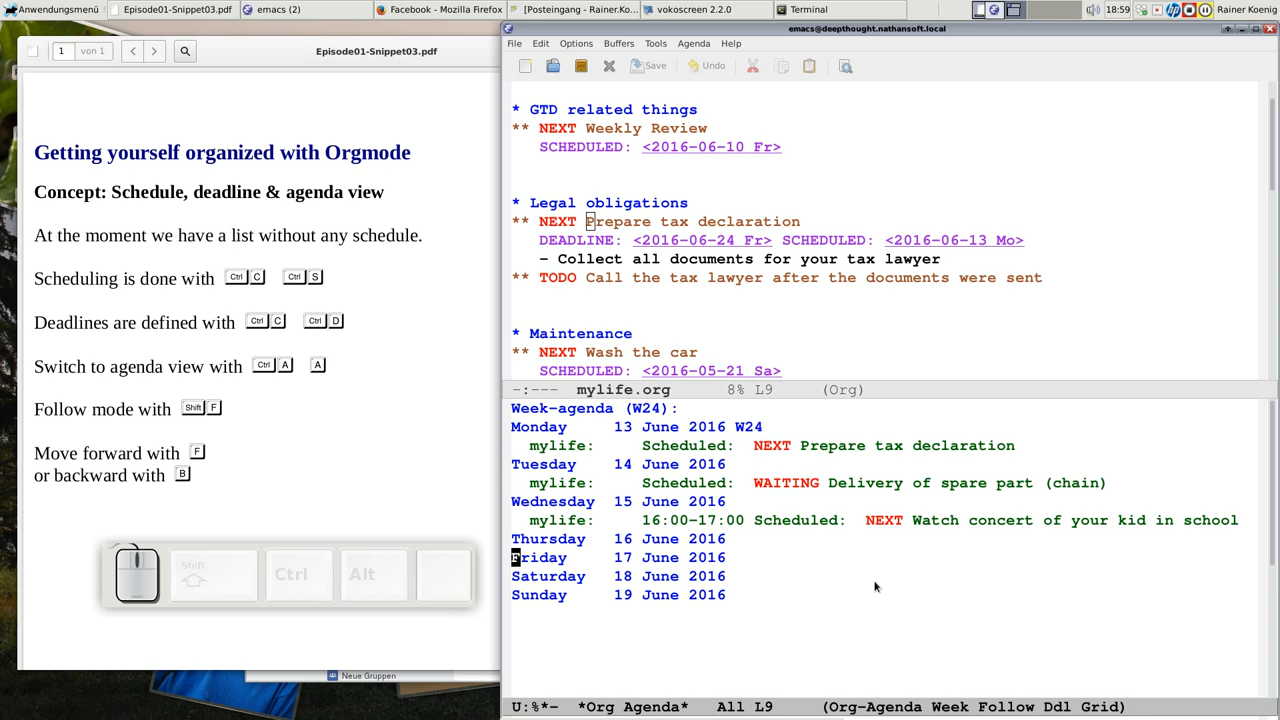 Anwendungsmenü Episode01-Snippet03.pdf emacs (2) Facebook - Mozilla Firefox [Posteingang - Rainer.Ko... vokoscreen 2.2.0 Terminal 18:59 Rainer Koenig
1 von 1 Episode01-Snippet03.pdf
Getting yourself organized with Orgmode
Concept: Schedule, deadline & agenda view
At the moment we have a list without any schedule.
Scheduling is done with Ctrl C Ctrl S
Deadlines are defined with Ctrl C Ctrl D
Switch to agenda view with Ctrl A A
Follow mode with Shift F
Move forward with F
or backward with B
Shift Ctrl Alt
Neue Gruppen
emacs@deepthought.nathansoft.local
File Edit Options Buffers Tools Agenda Help
Save Undo
* GTD related things
** NEXT Weekly Review
SCHEDULED: <2016-06-10 Fr>
* Legal obligations
** NEXT Prepare tax declaration
DEADLINE: <2016-06-24 Fr> SCHEDULED: <2016-06-13 Mo>
- Collect all documents for your tax lawyer
** TODO Call the tax lawyer after the documents were sent
* Maintenance
** NEXT Wash the car
SCHEDULED: <2016-05-21 Sa>
-:--- mylife.org 8% L9 (Org)
Week-agenda (W24):
Monday 13 June 2016 W24
mylife: Scheduled: NEXT Prepare tax declaration
Tuesday 14 June 2016
mylife: Scheduled: WAITING Delivery of spare part (chain)
Wednesday 15 June 2016
mylife: 16:00-17:00 Scheduled: NEXT Watch concert of your kid in school
Thursday 16 June 2016
Friday 17 June 2016
Saturday 18 June 2016
Sunday 19 June 2016
U:%*- *Org Agenda* All L9 (Org-Agenda Week Follow Ddl Grid)